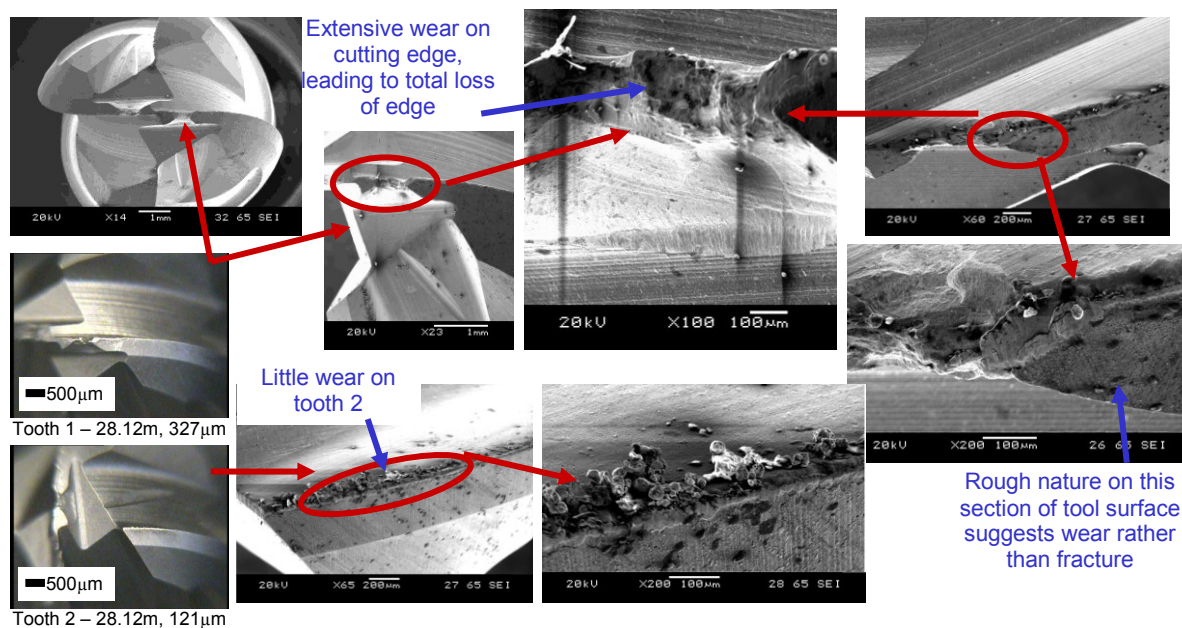 Extensive wear on
cutting edge,
leading to total loss
of edge
20kV X14 1mm 32 65 SEI
20kV X23 1mm
20kV X100 100µm
20kV X60 200µm 27 65 SEI
500µm
Tooth 1 – 28.12m, 327µm
Little wear on
tooth 2
20kV X200 100µm 26 65 SEI
500µm
Tooth 2 – 28.12m, 121µm
20kV X65 200µm 27 65 SEI
20kV X200 100µm 28 65 SEI
Rough nature on this
section of tool surface
suggests wear rather
than fracture